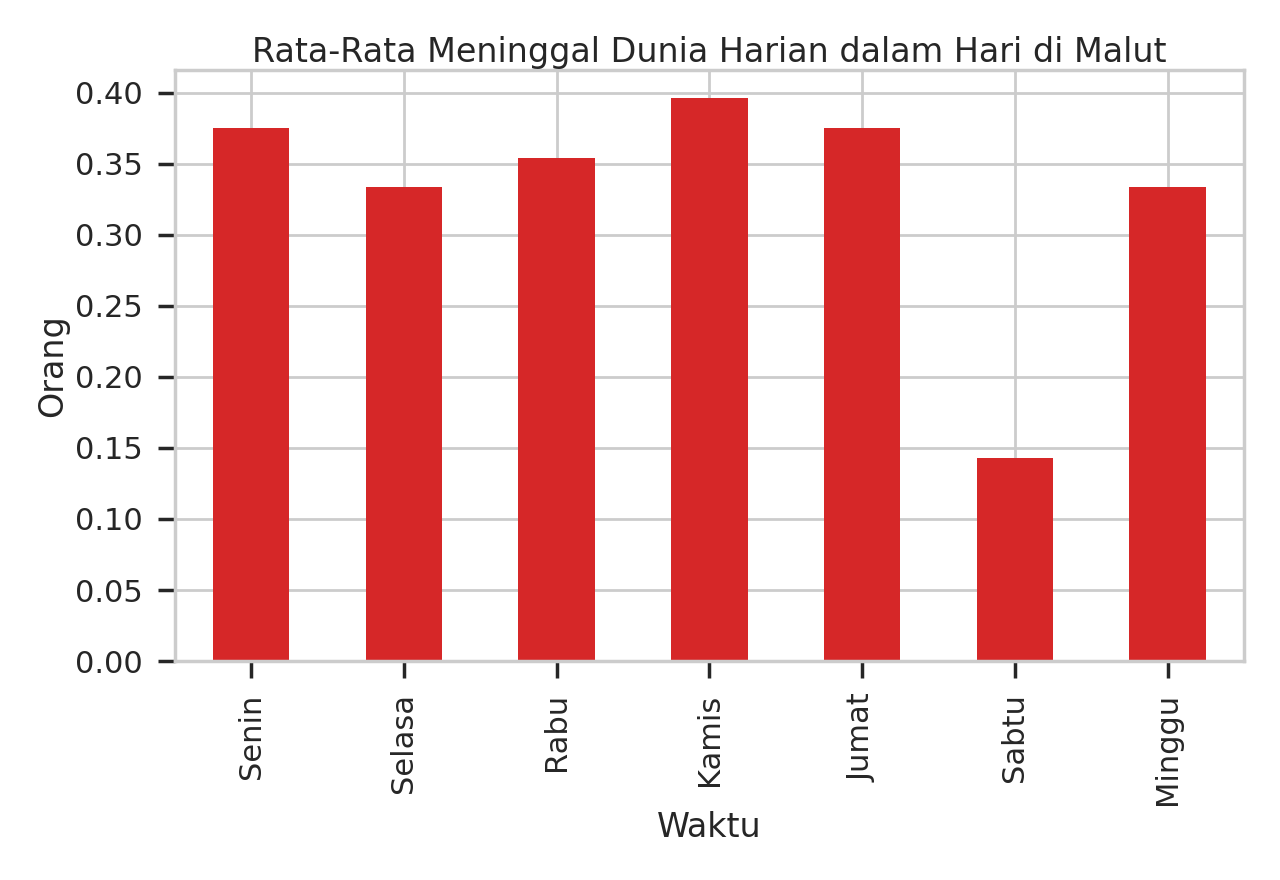 Rata-Rata Meninggal Dunia Harian dalam Hari di Malut
0.40
0.35
0.30
0.25
0.20
0.15
0.10
0.05
0.00
Orang
Senin
Selasa
Rabu
Kamis
Jumat
Sabtu
Minggu
Waktu